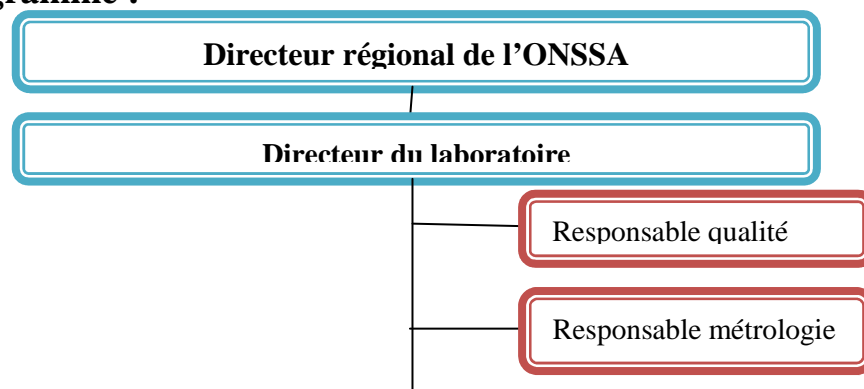 Directeur régional de l’ONSSA
Directeur du laboratoire
Responsable qualité
Responsable métrologie